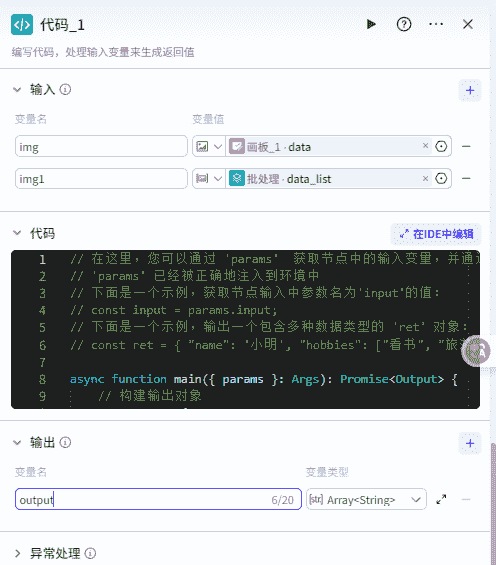 代码_1
编写代码，处理输入变量来生成返回值
输入
变量名 变量值
img 画板_1 · data
img1 批处理 · data_list
代码 在IDE中编辑
1 // 在这里，您可以通过 'params' 获取节点中的输入变量，并通过
2 // 'params' 已经被正确地注入到环境中
3 // 下面是一个示例，获取节点输入中参数名为'input'的值：
4 // const input = params.input;
5 // 下面是一个示例，输出一个包含多种数据类型的 'ret' 对象：
6 // const ret = { "name": '小明', "hobbies": ["看书", "旅游
7
8 async function main({ params }: Args): Promise<Output> {
9 // 构建输出对象
输出
变量名 变量类型
output 6/20 [str] Array<String>
异常处理